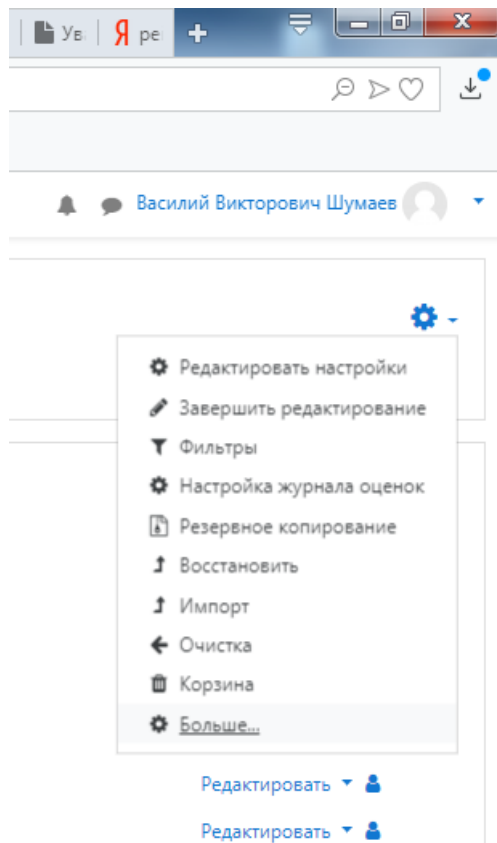 Ув
Я ре
Василий Викторович Шумаев
Редактировать настройки
Завершить редактирование
Фильтры
Настройка журнала оценок
Резервное копирование
Восстановить
Импорт
Очистка
Корзина
Больше...
Редактировать
Редактировать